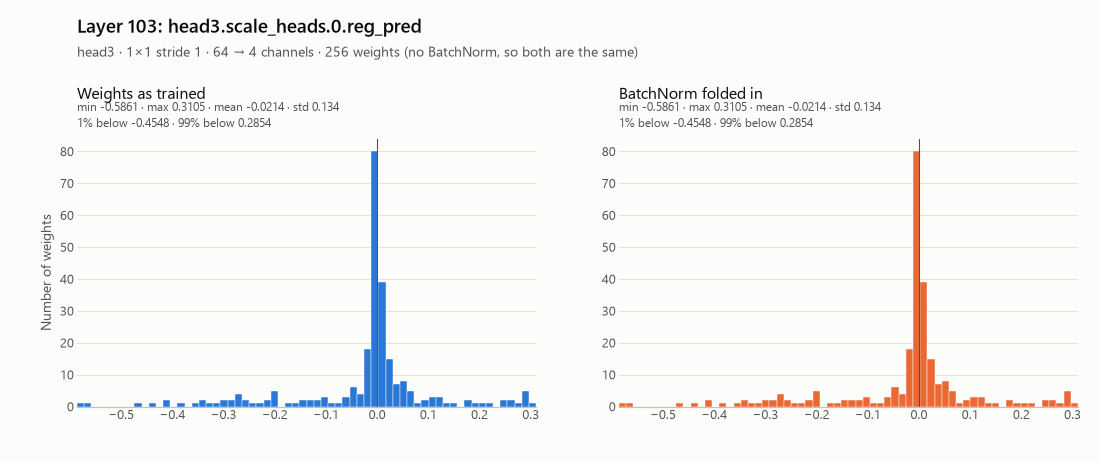 Layer 103: head3.scale_heads.0.reg_pred
head3 · 1×1 stride 1 · 64 → 4 channels · 256 weights (no BatchNorm, so both are the same)
Weights as trained
min -0.5861 · max 0.3105 · mean -0.0214 · std 0.134
1% below -0.4548 · 99% below 0.2854
80
70
60
50
40
30
20
10
0
Number of weights
−0.5 −0.4 −0.3 −0.2 −0.1 0.0 0.1 0.2 0.3
BatchNorm folded in
min -0.5861 · max 0.3105 · mean -0.0214 · std 0.134
1% below -0.4548 · 99% below 0.2854
80
70
60
50
40
30
20
10
0
−0.5 −0.4 −0.3 −0.2 −0.1 0.0 0.1 0.2 0.3